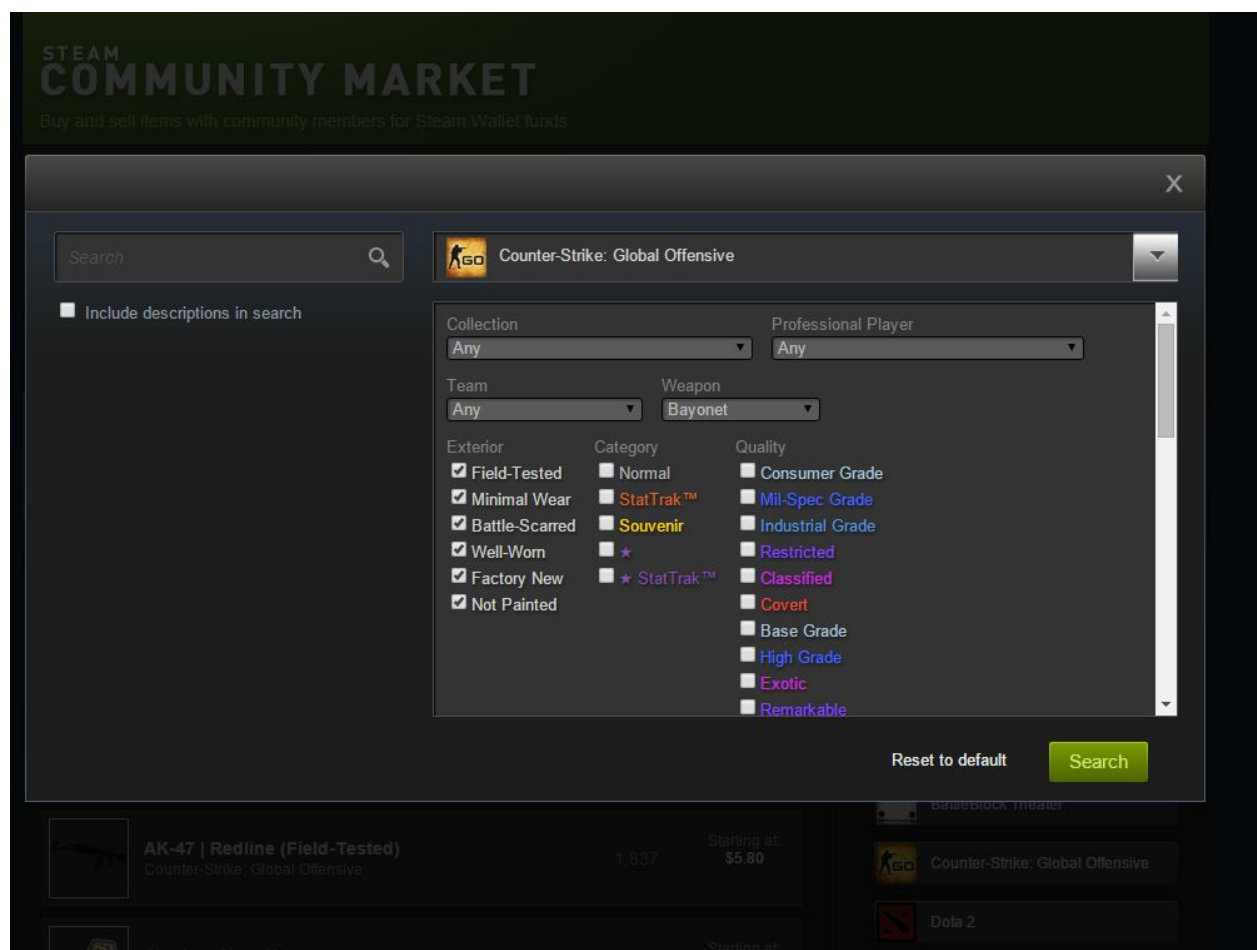 STEAM
COMMUNITY MARKET
Buy and sell items with community members for Steam Wallet funds.
X
Search
GO
Counter-Strike: Global Offensive
Include descriptions in search
Collection
Professional Player
Any
Any
Team
Weapon
Any
Bayonet
Exterior
Category
Quality
Field-Tested
Normal
Consumer Grade
Minimal Wear
StatTrak™
Mil-Spec Grade
Battle-Scarred
Souvenir
Industrial Grade
Well-Worn
★
Restricted
Factory New
★ StatTrak™
Classified
Not Painted
Covert
Base Grade
High Grade
Exotic
Remarkable
Reset to default
Search
BattleBlock Theater
AK-47 | Redline (Field-Tested)
Counter-Strike: Global Offensive
1,837
Starting at
$5.80
GO
Counter-Strike: Global Offensive
Dota 2
Starting at